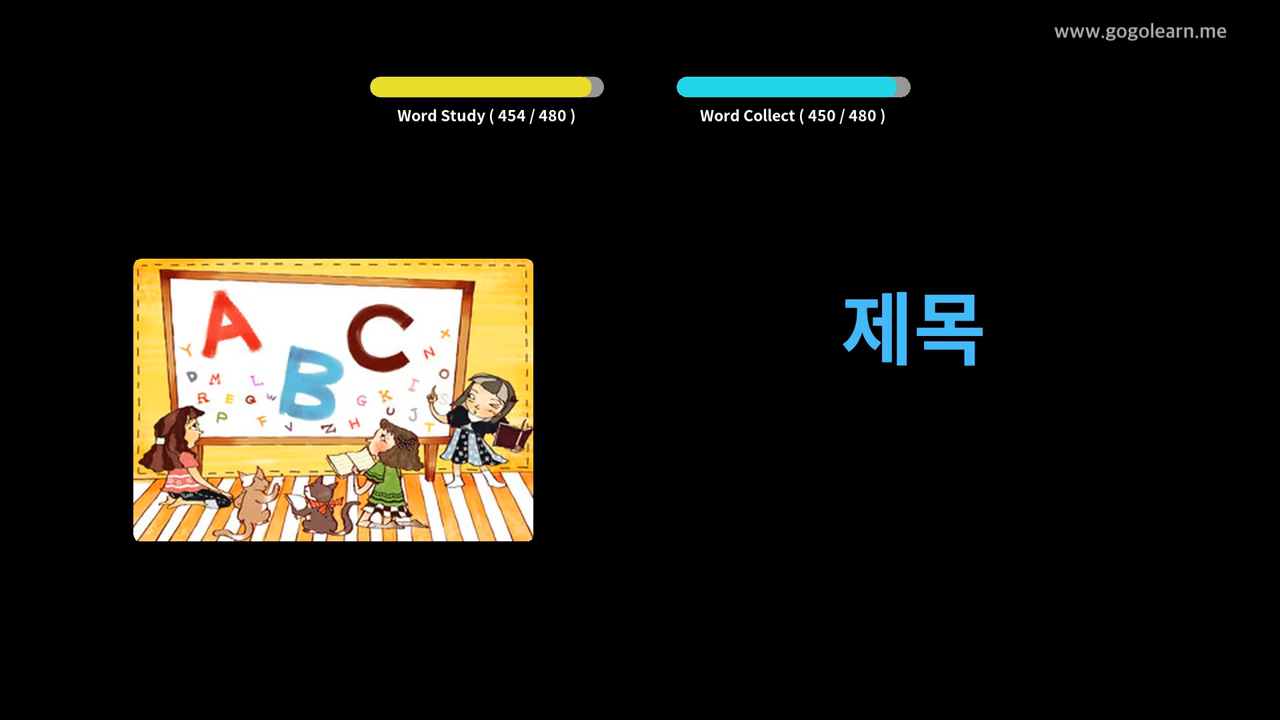 www.gogolearn.me
Word Study ( 454 / 480 )
Word Collect ( 450 / 480 )
제목
A
B
C
Y
X
N
D
M
L
O
R
E
Q
W
G
K
I
S
P
F
V
Z
H
U
J
T